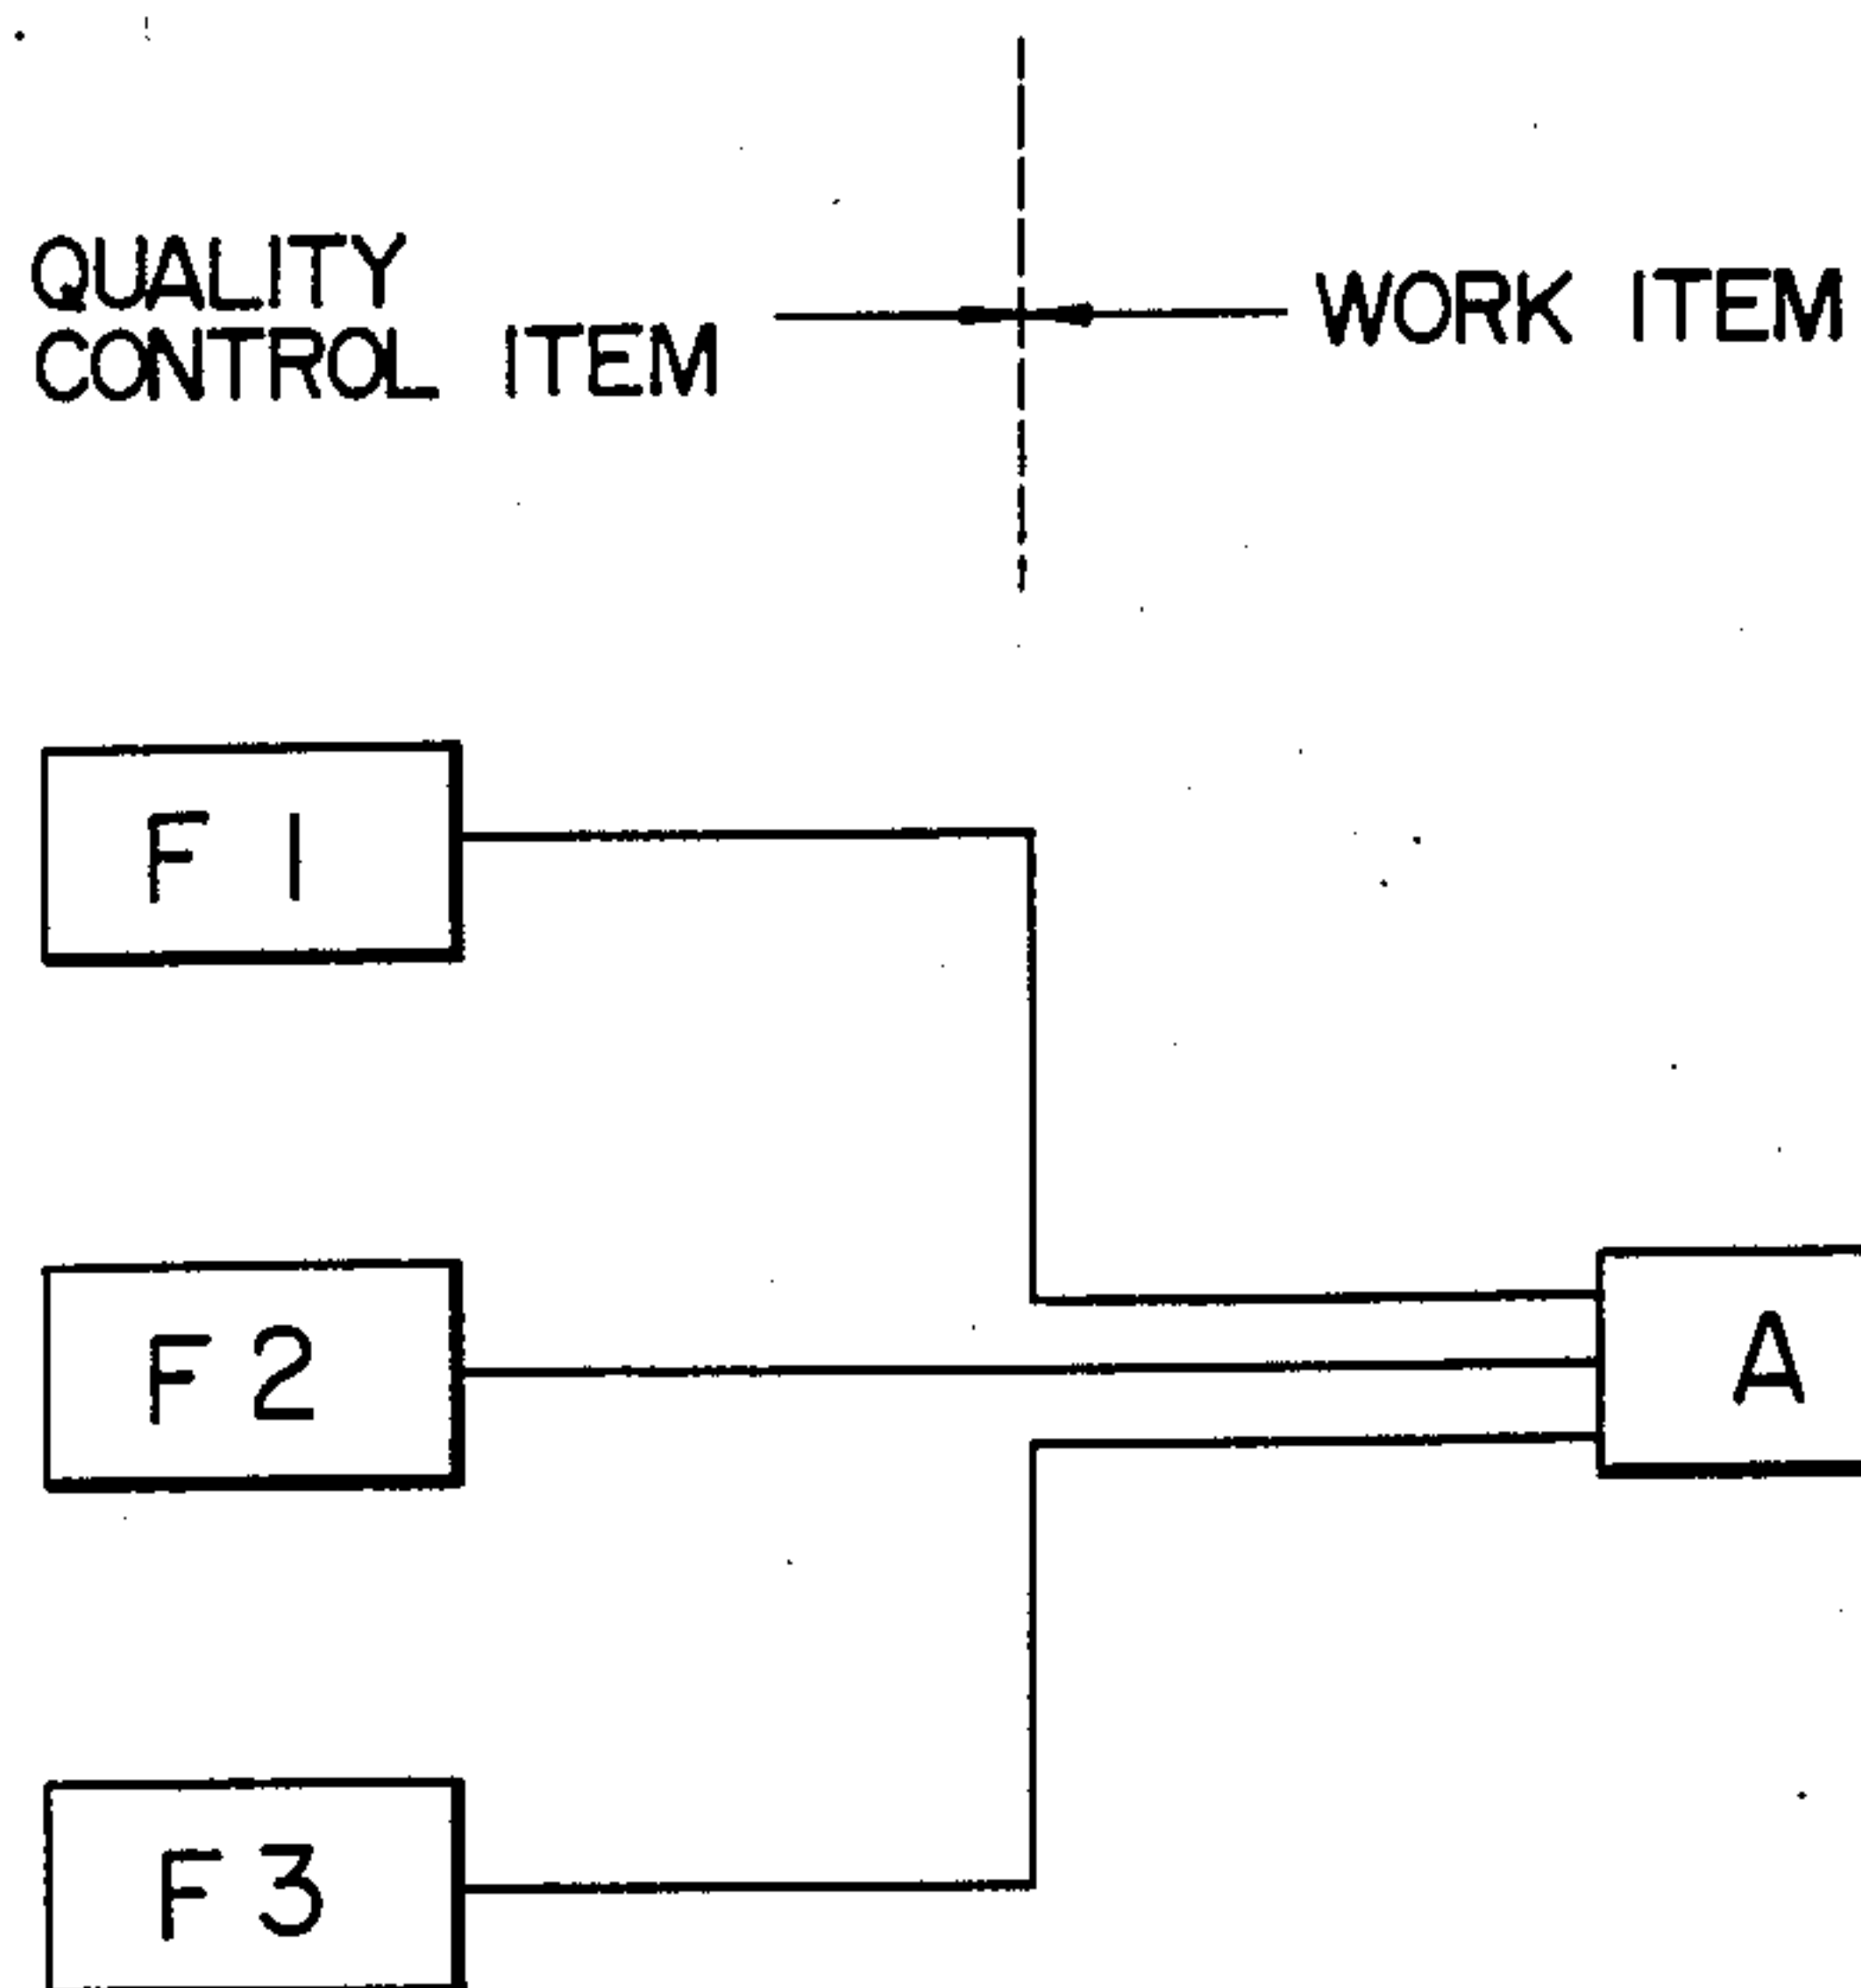 QUALITY
CONTROL ITEM
WORK ITEM
F 1
F 2
A
F 3